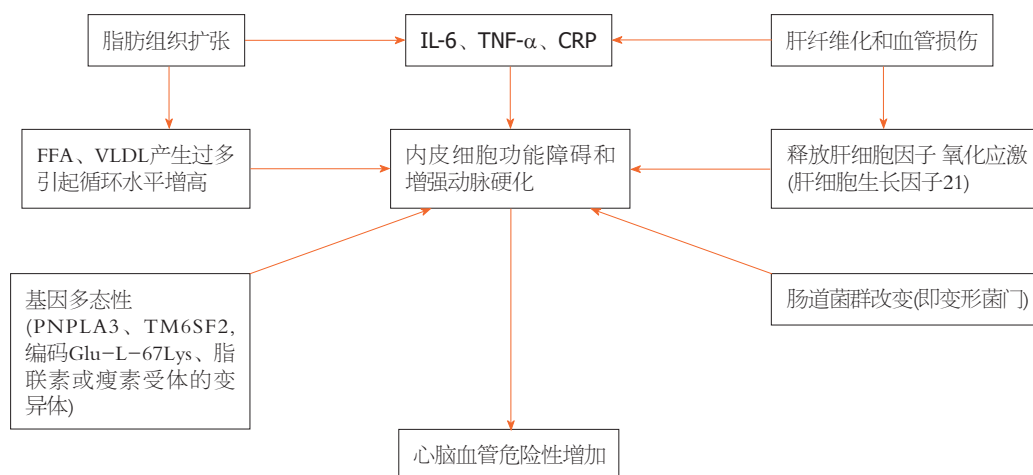 脂肪组织扩张
IL-6、TNF-α、CRP
肝纤维化和血管损伤
FFA、VLDL产生过多
引起循环水平增高
内皮细胞功能障碍和
增强动脉硬化
释放肝细胞因子 氧化应激
(肝细胞生长因子21)
基因多态性
(PNPLA3、TM6SF2,
编码Glu-L-67Lys、脂
联素或瘦素受体的变
异体)
肠道菌群改变(即变形菌门)
心脑血管危险性增加